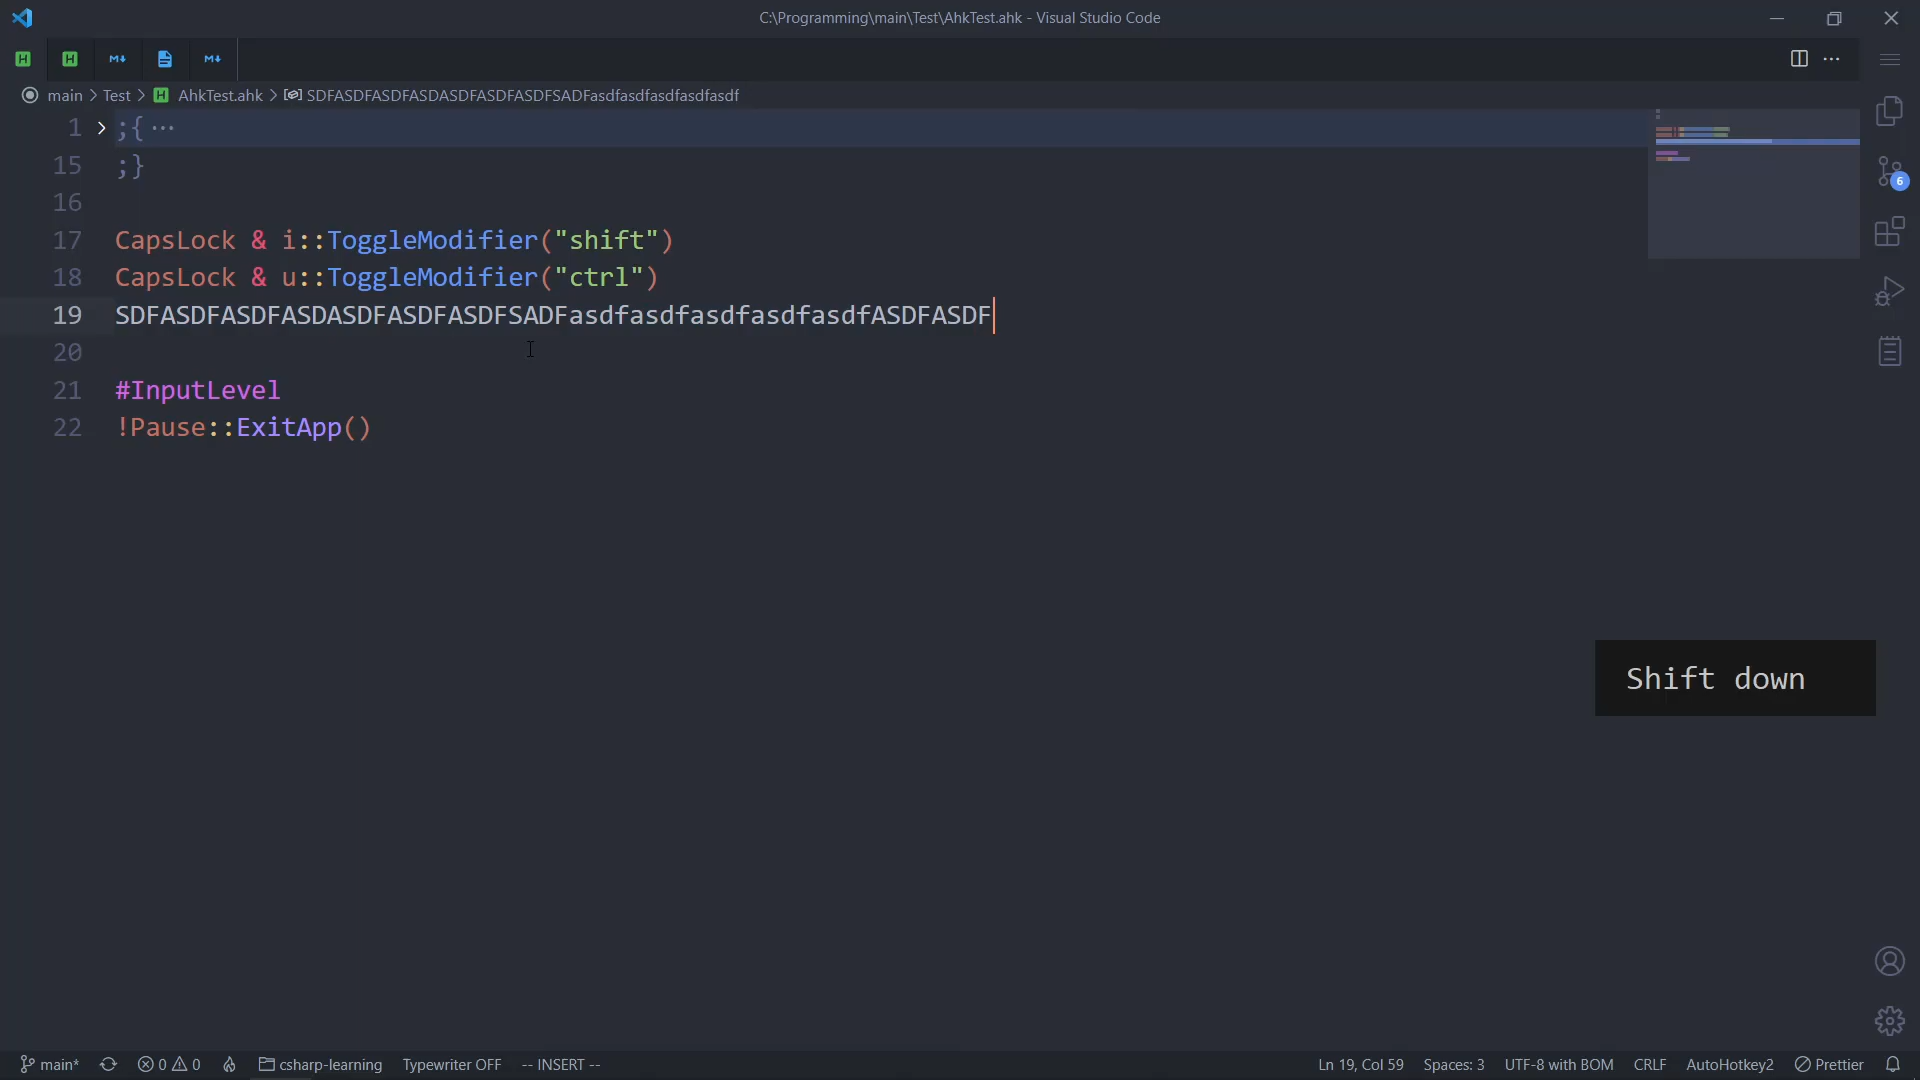 C:\Programming\main\Test\AhkTest.ahk - Visual Studio Code
main > Test > AhkTest.ahk > SDFASDFASDFASDASDFASDFASDFSADFasdfasdfasdfasdfasdf
1 > ;{ ···
15 ;}
16
17 CapsLock & i::ToggleModifier("shift")
18 CapsLock & u::ToggleModifier("ctrl")
19 SDFASDFASDFASDASDFASDFASDFSADFasdfasdfasdfasdfasdfASDFASDF
20
21 #InputLevel
22 !Pause::ExitApp()
6
Shift down
main* 0 0 csharp-learning Typewriter OFF -- INSERT -- Ln 19, Col 59 Spaces: 3 UTF-8 with BOM CRLF AutoHotkey2 Prettier